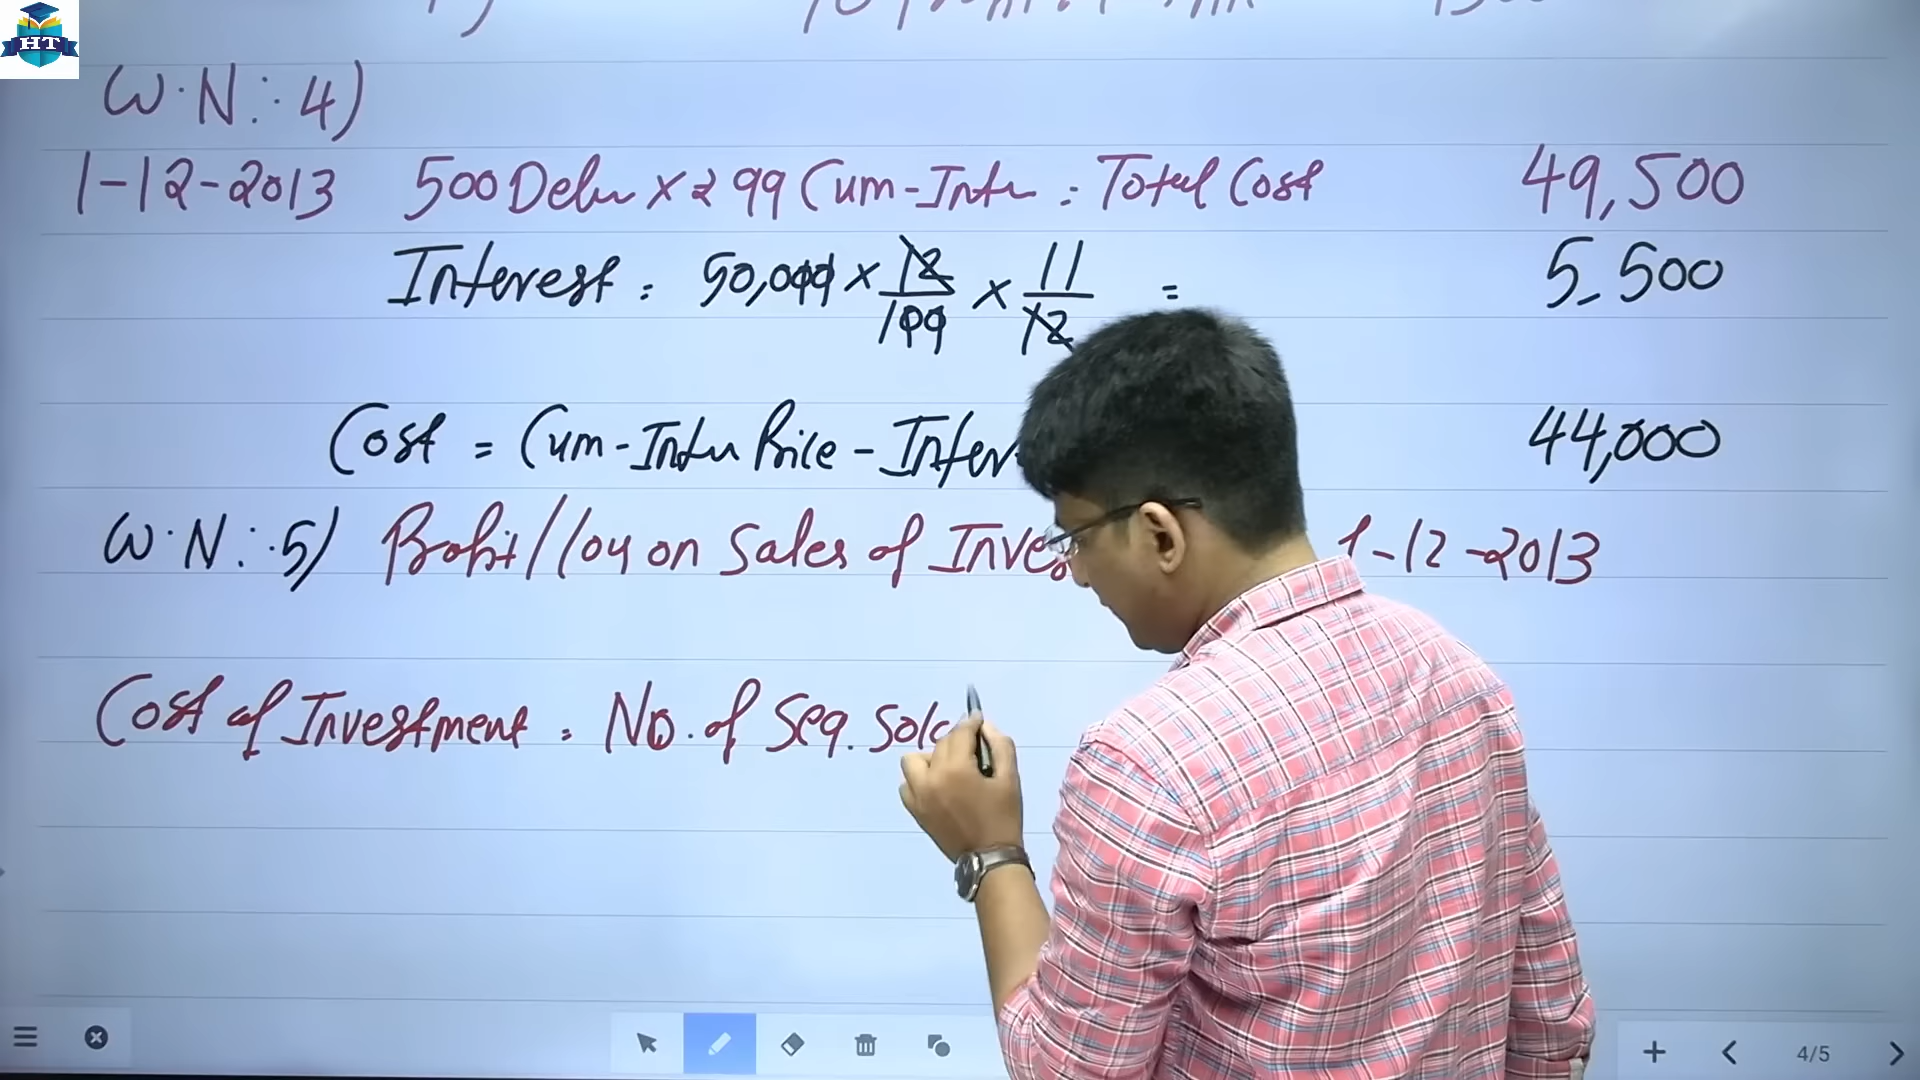 HT
W.N:.4)
1-12-2013 500 Debu × ₹ 99 Cum-Inte : Total Cost 49,500
Interest : 50,000 × 12/100 × 11/12 = 5,500
Cost = Cum-Inte Price - Inter 44,000
W.N:.5) Profit/loss on Sales of Inves 1-12-2013
Cost of Investment : No. of Seq. Sold
4/5